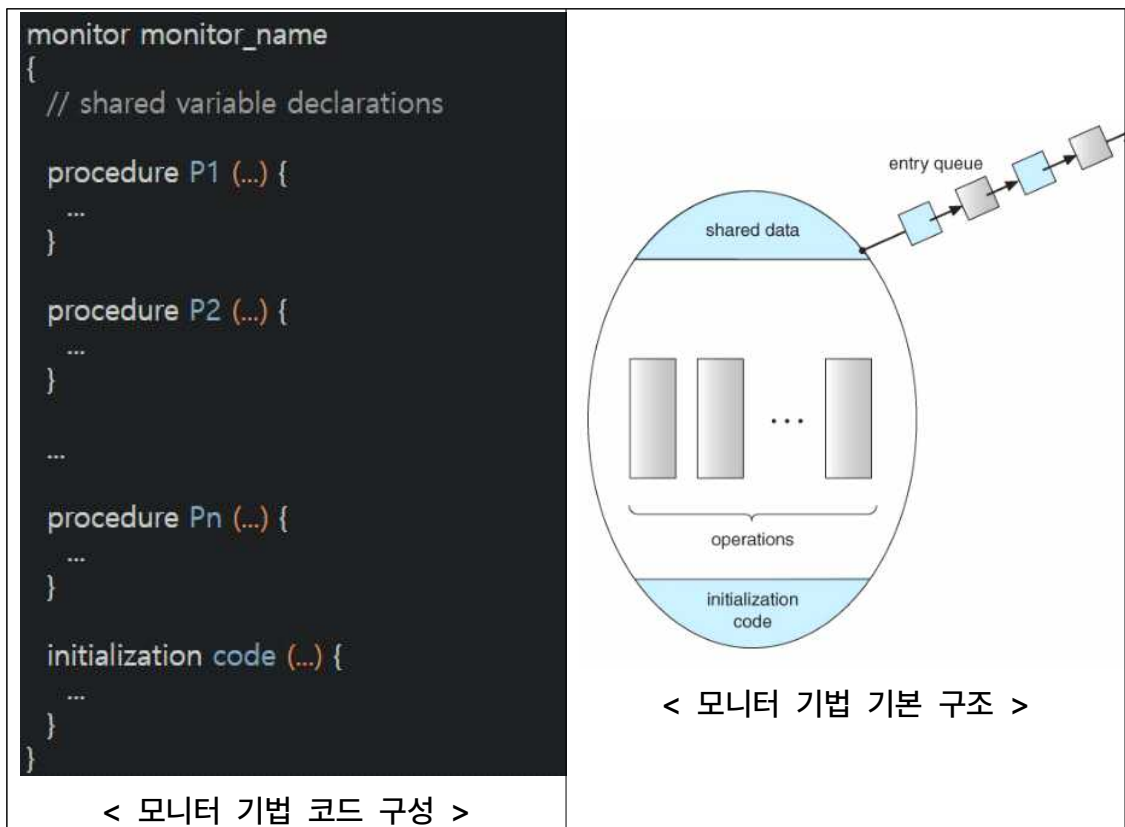 monitor monitor_name
{
// shared variable declarations
procedure P1 (...) {
...
}
procedure P2 (...) {
...
}
...
procedure Pn (...) {
...
}
initialization code (...) {
...
}
}
< 모니터 기법 코드 구성 >
entry queue
shared data
...
operations
initialization
code
< 모니터 기법 기본 구조 >